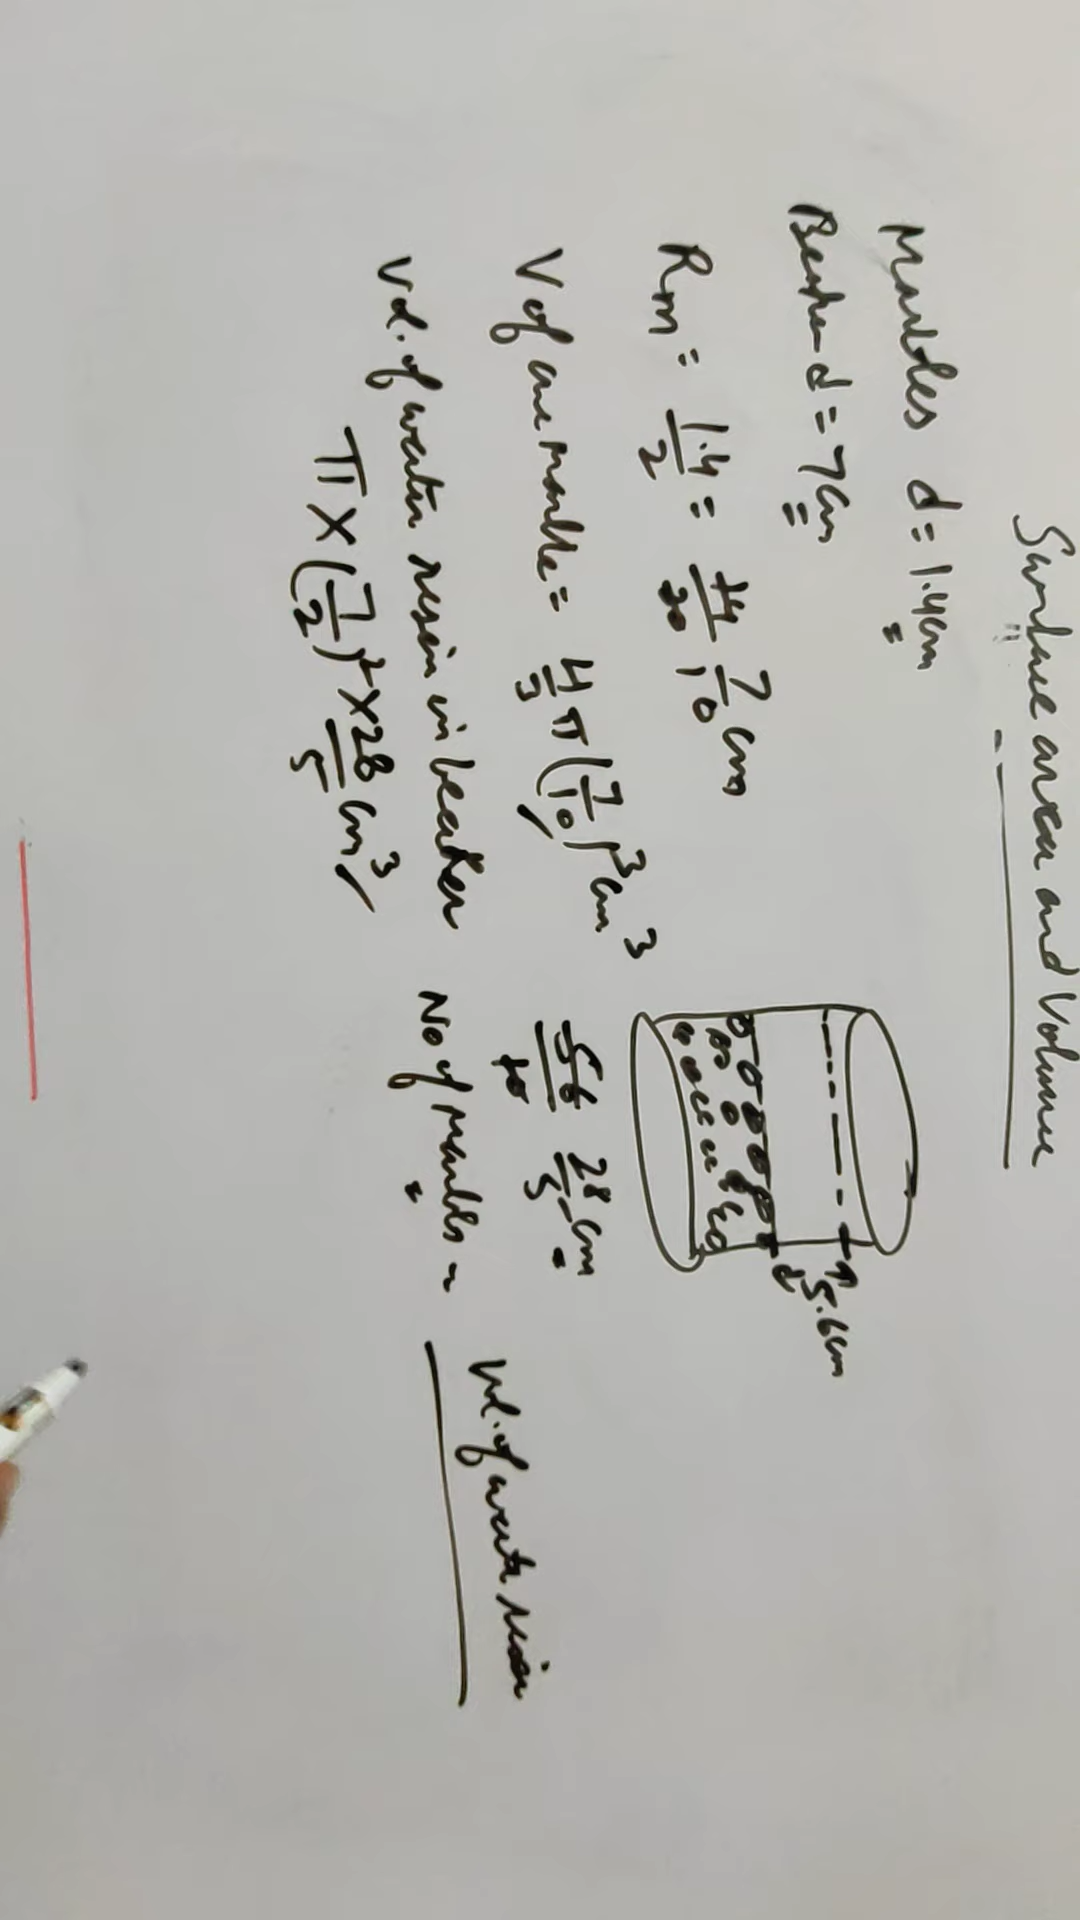 Surface area and Volume
Marbles d = 1.4cm
Beaker d = 7cm
5.6cm
Rm = 1.4/2 = 14/20 7/10 cm
V of one marble = 4/3 π (7/10)³ cm³
56/10 28/5 cm
Vol. of water risein in beaker
π × (7/2)² × 28/5 cm³
No of marbles =
Vol. of water risein